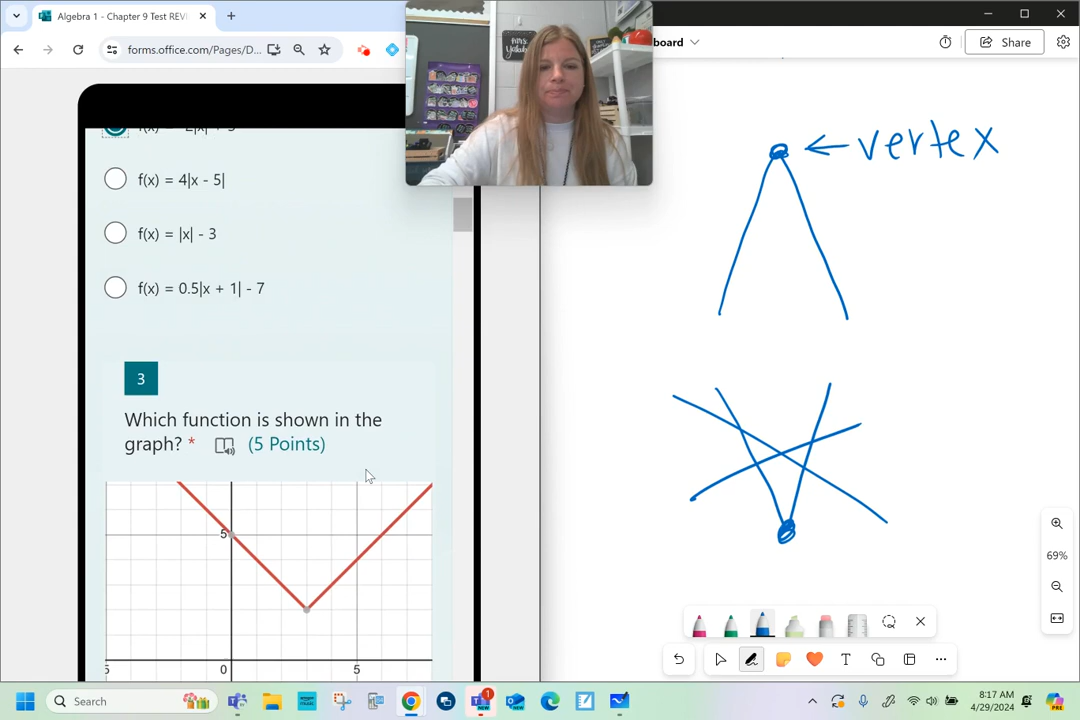 Algebra 1 - Chapter 9 Test REVI
forms.office.com/Pages/D...
board
Share
f(x) = 4|x - 5|
f(x) = |x| - 3
f(x) = 0.5|x + 1| - 7
3
Which function is shown in the
graph? * (5 Points)
5
5
0
5
vertex
69%
T
Search
8:17 AM
4/29/2024
1
PRE